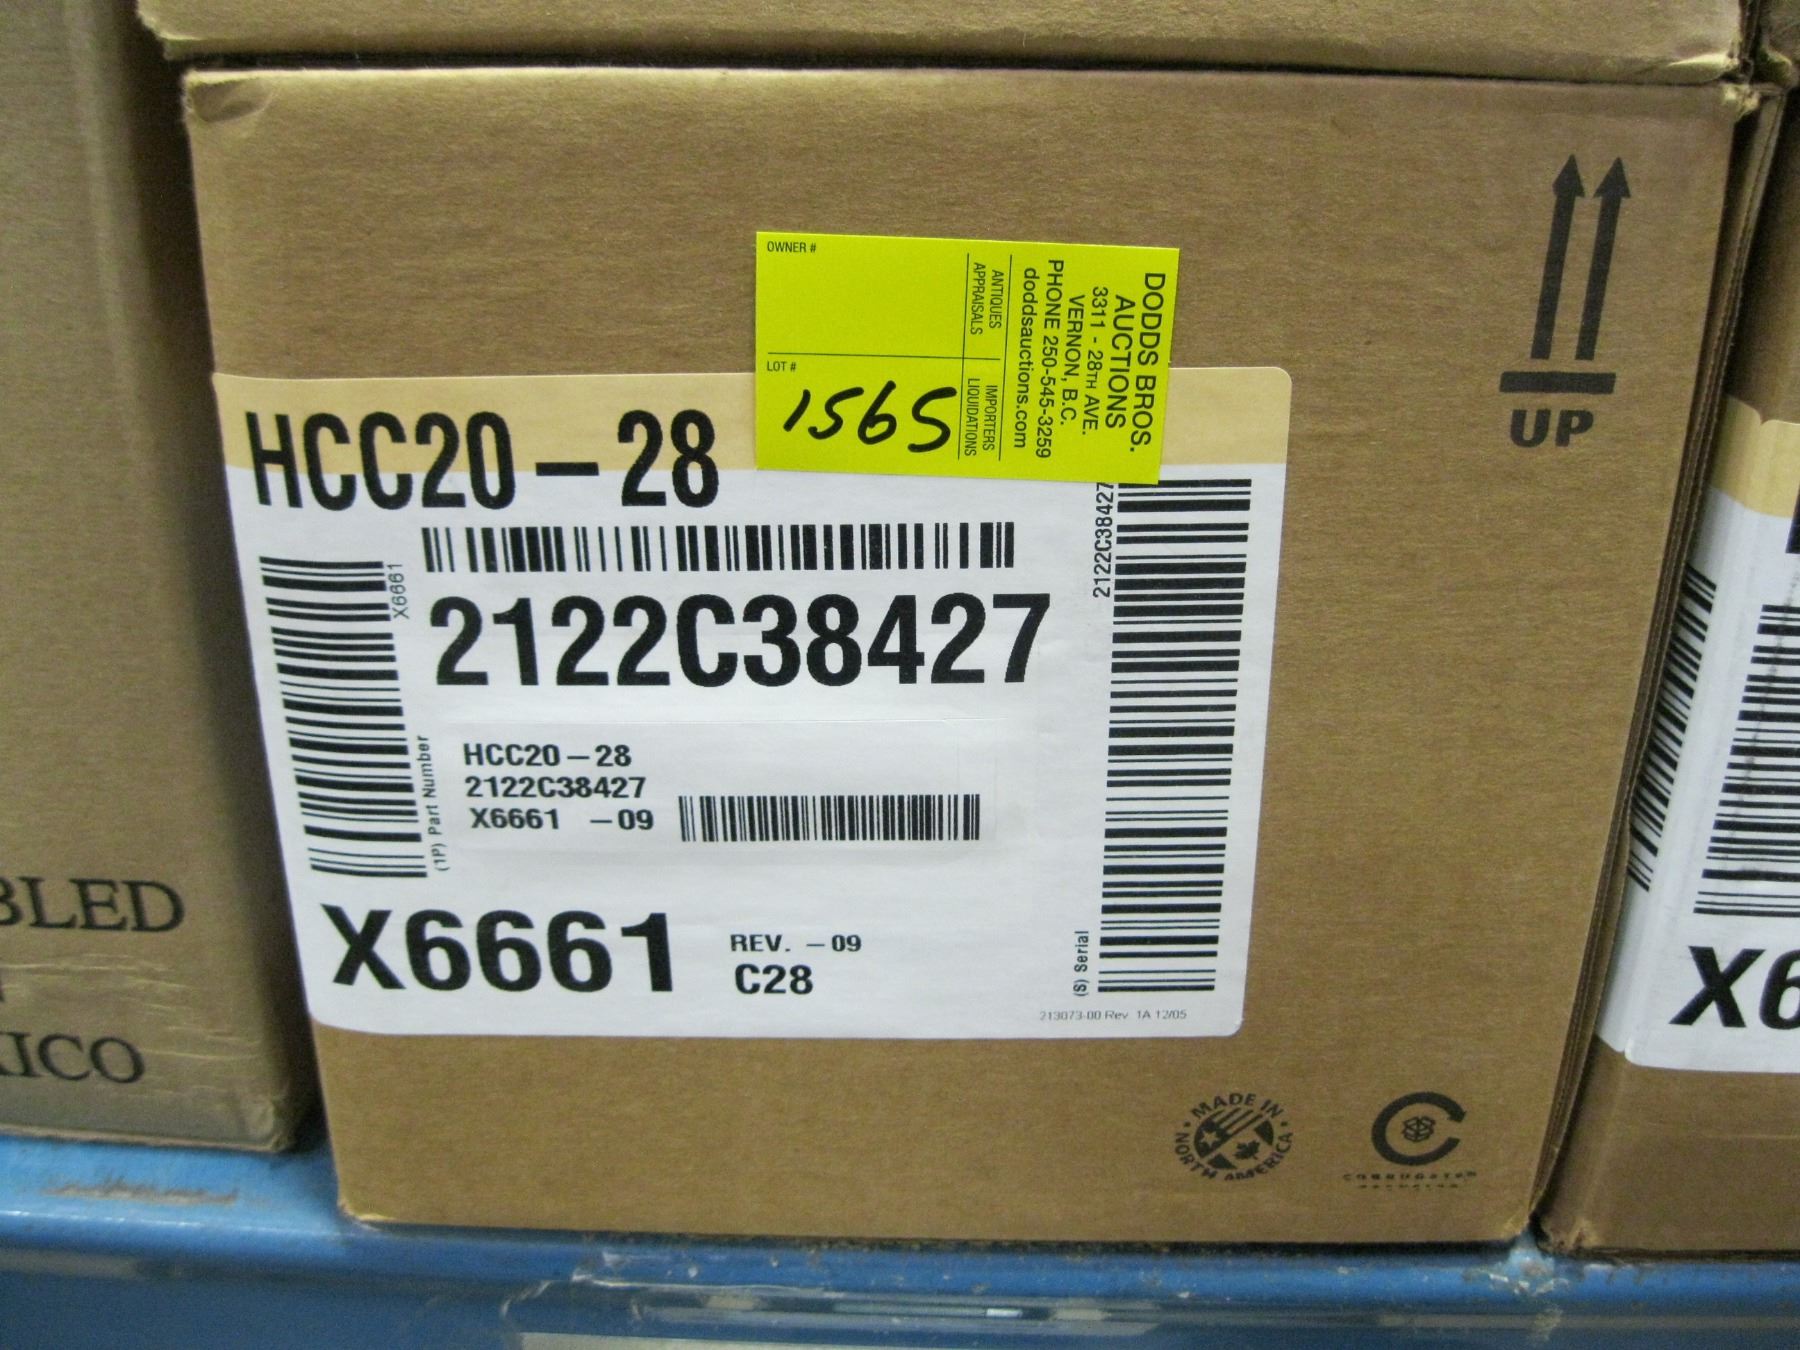 OWNER #
LOT #
1565
ANTIQUES
APPRAISALS
IMPORTERS
LIQUIDATIONS
DODDS BROS.
AUCTIONS
3311 - 28TH AVE.
VERNON, B.C.
PHONE 250-545-3259
doddsauctions.com
UP
HCC20-28
2122C38427
X6661
2122C38427
(1P) Part Number
HCC20-28
2122C38427
X6661 -09
X6661
REV. -09
C28
(S) Serial
213073-00 Rev. 1A 12/05
MADE IN
NORTH AMERICA
BLED
ICO
X6